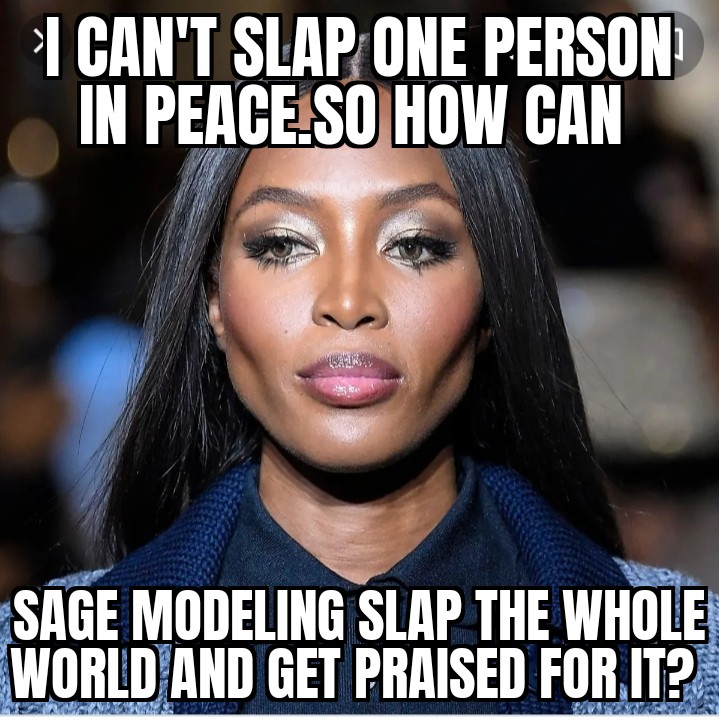 I CAN'T SLAP ONE PERSON
IN PEACE.SO HOW CAN
SAGE MODELING SLAP THE WHOLE
WORLD AND GET PRAISED FOR IT?